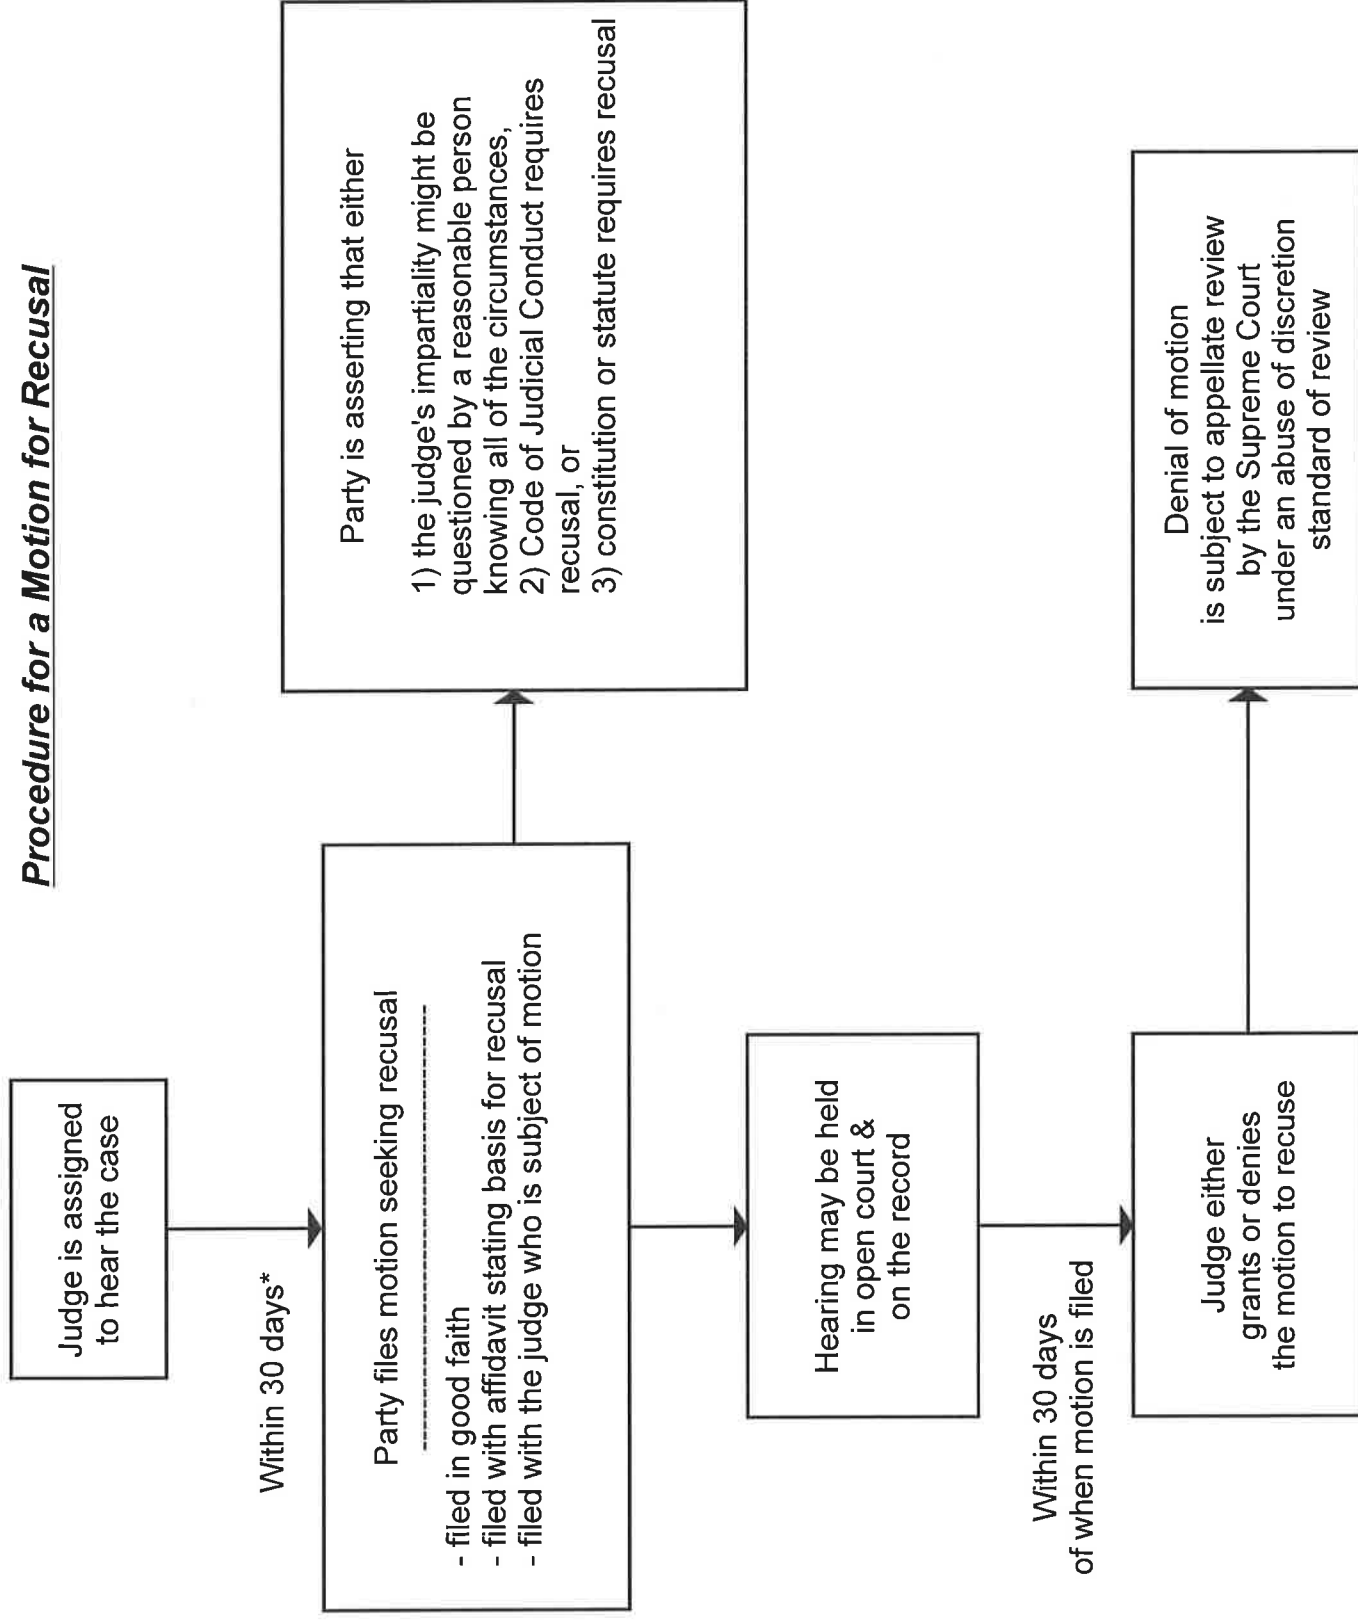 Procedure for a Motion for Recusal
Judge is assigned
to hear the case
Within 30 days*
Party files motion seeking recusal
- filed in good faith
- filed with affidavit stating basis for recusal
- filed with the judge who is subject of motion
Party is asserting that either
1) the judge's impartiality might be
questioned by a reasonable person
knowing all of the circumstances,
2) Code of Judicial Conduct requires
recusal, or
3) constitution or statute requires recusal
Hearing may be held
in open court &
on the record
Within 30 days
of when motion is filed
Judge either
grants or denies
the motion to recuse
Denial of motion
is subject to appellate review
by the Supreme Court
under an abuse of discretion
standard of review